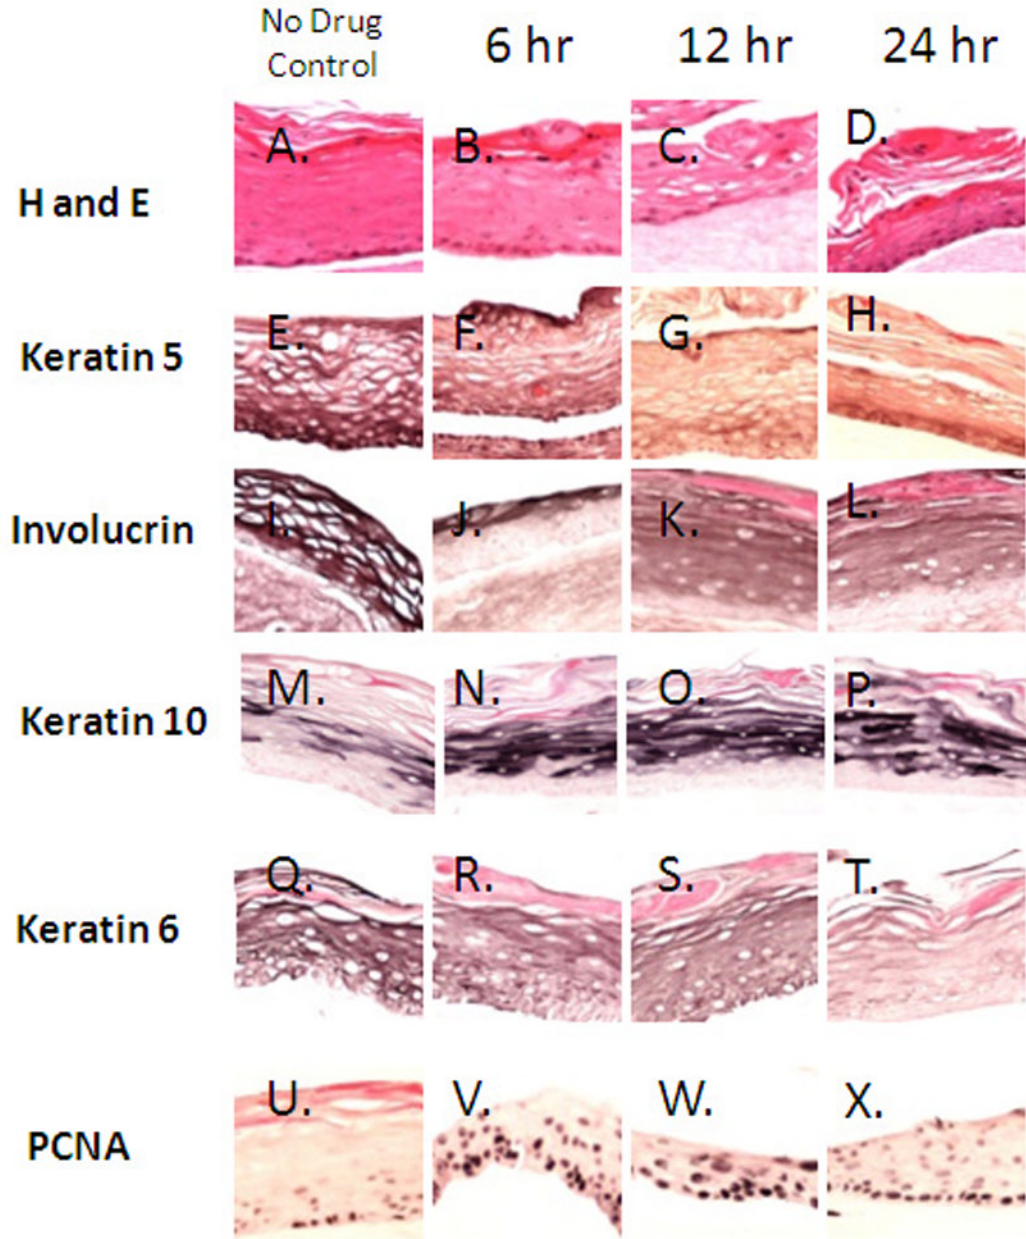 No Drug
Control
6 hr
12 hr
24 hr
H and E
A.
B.
C.
D.
Keratin 5
E.
F.
G.
H.
Involucrin
I.
J.
K.
L.
Keratin 10
M.
N.
O.
P.
Keratin 6
Q.
R.
S.
T.
PCNA
U.
V.
W.
X.